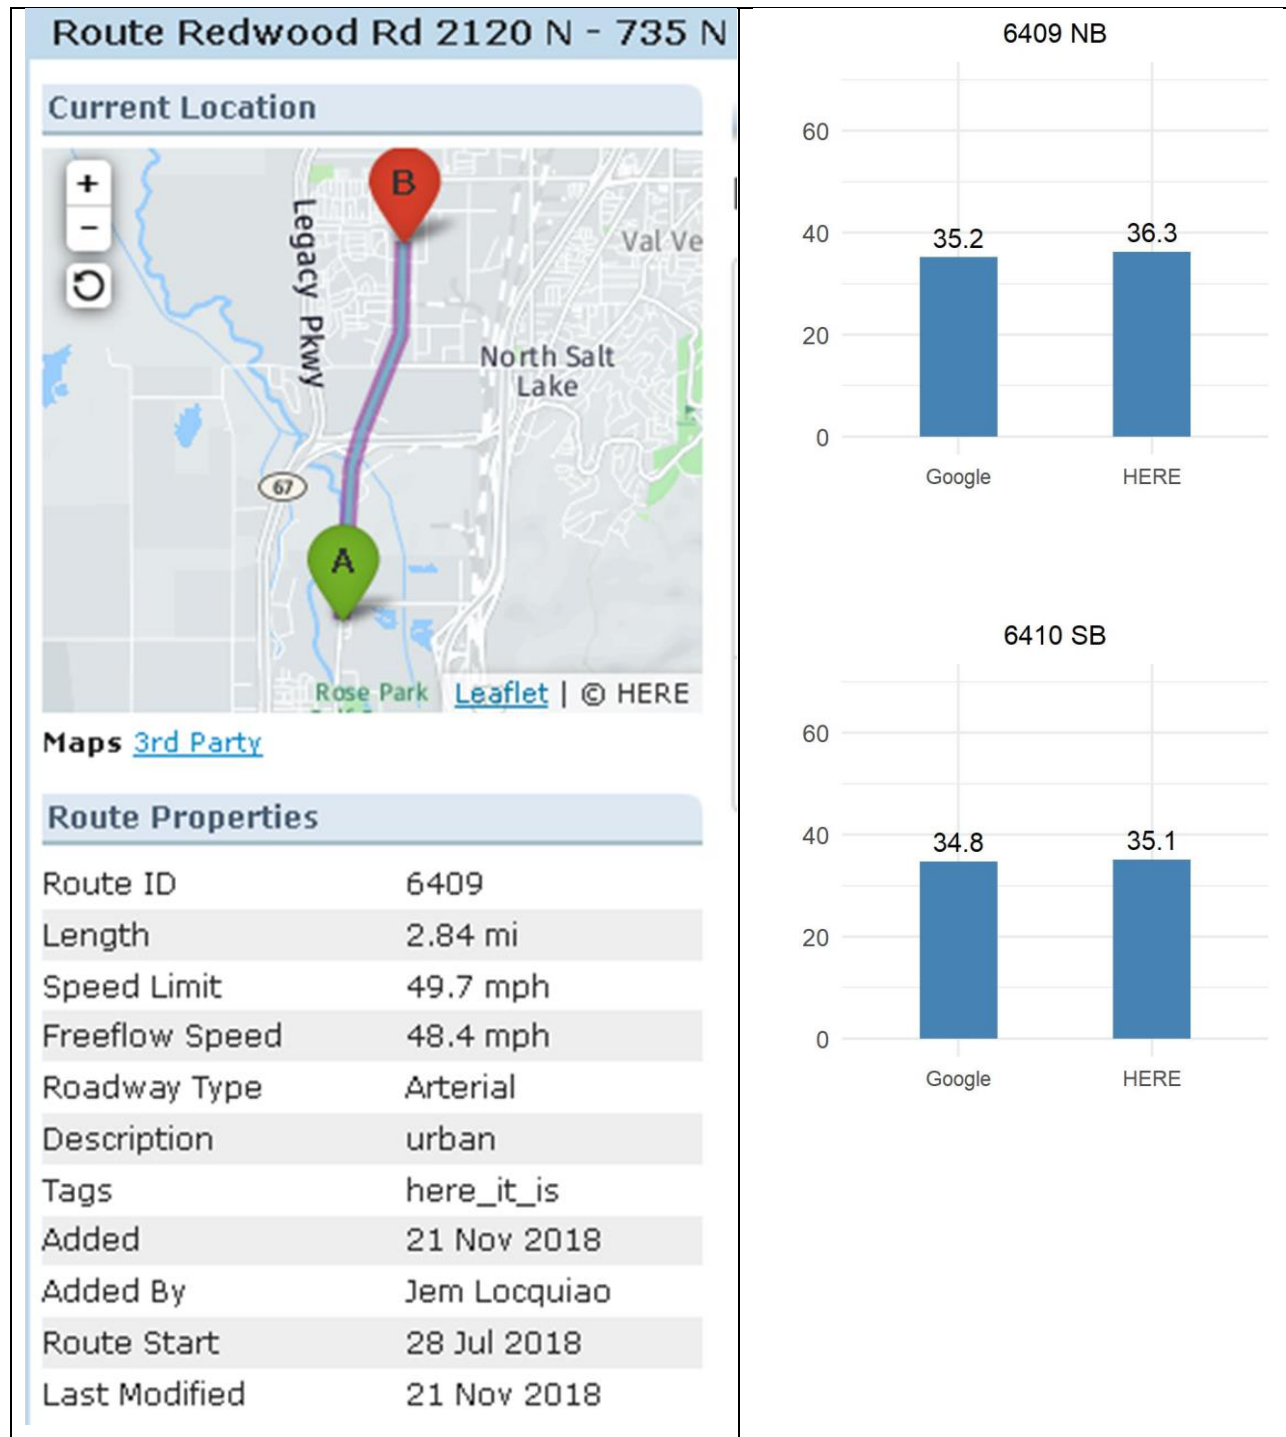 Route Redwood Rd 2120 N - 735 N
Current Location
+
−
B
Legacy Pkwy
Val Ve
North Salt
Lake
67
A
Rose Park
Leaflet | © HERE
Maps 3rd Party
Route Properties
Route ID 6409
Length 2.84 mi
Speed Limit 49.7 mph
Freeflow Speed 48.4 mph
Roadway Type Arterial
Description urban
Tags here_it_is
Added 21 Nov 2018
Added By Jem Locquiao
Route Start 28 Jul 2018
Last Modified 21 Nov 2018
6409 NB
60
40
20
0
35.2
36.3
Google
HERE
6410 SB
60
40
20
0
34.8
35.1
Google
HERE